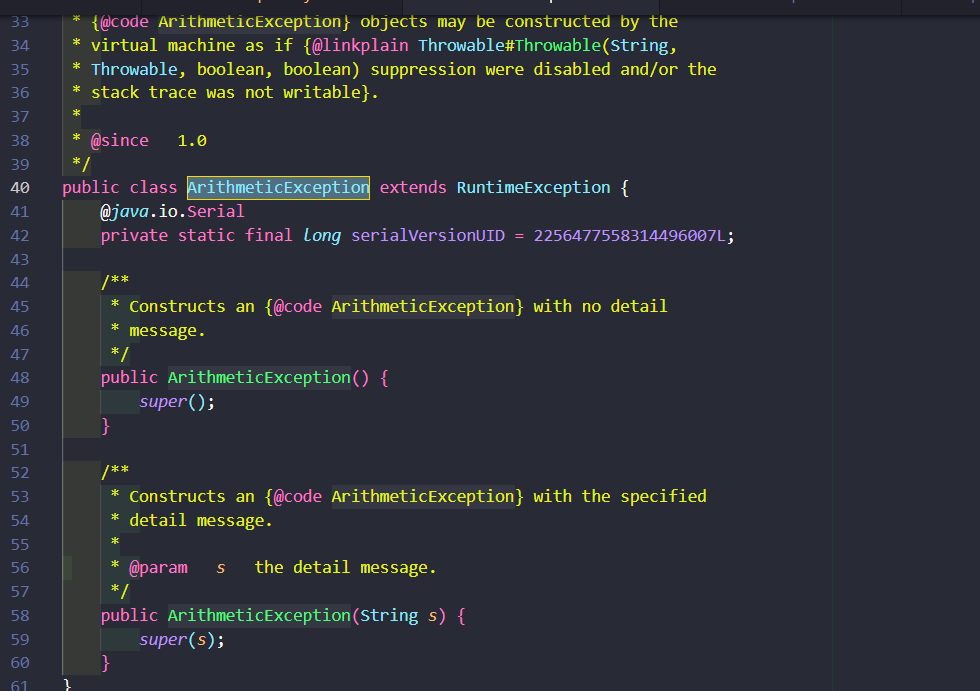 33 * {@code ArithmeticException} objects may be constructed by the
34 * virtual machine as if {@linkplain Throwable#Throwable(String,
35 * Throwable, boolean, boolean) suppression were disabled and/or the
36 * stack trace was not writable}.
37 *
38 * @since   1.0
39 */
40 public class ArithmeticException extends RuntimeException {
41     @java.io.Serial
42     private static final long serialVersionUID = 2256477558314496007L;
43
44     /**
45      * Constructs an {@code ArithmeticException} with no detail
46      * message.
47      */
48     public ArithmeticException() {
49         super();
50     }
51
52     /**
53      * Constructs an {@code ArithmeticException} with the specified
54      * detail message.
55      *
56      * @param   s   the detail message.
57      */
58     public ArithmeticException(String s) {
59         super(s);
60     }
61 }